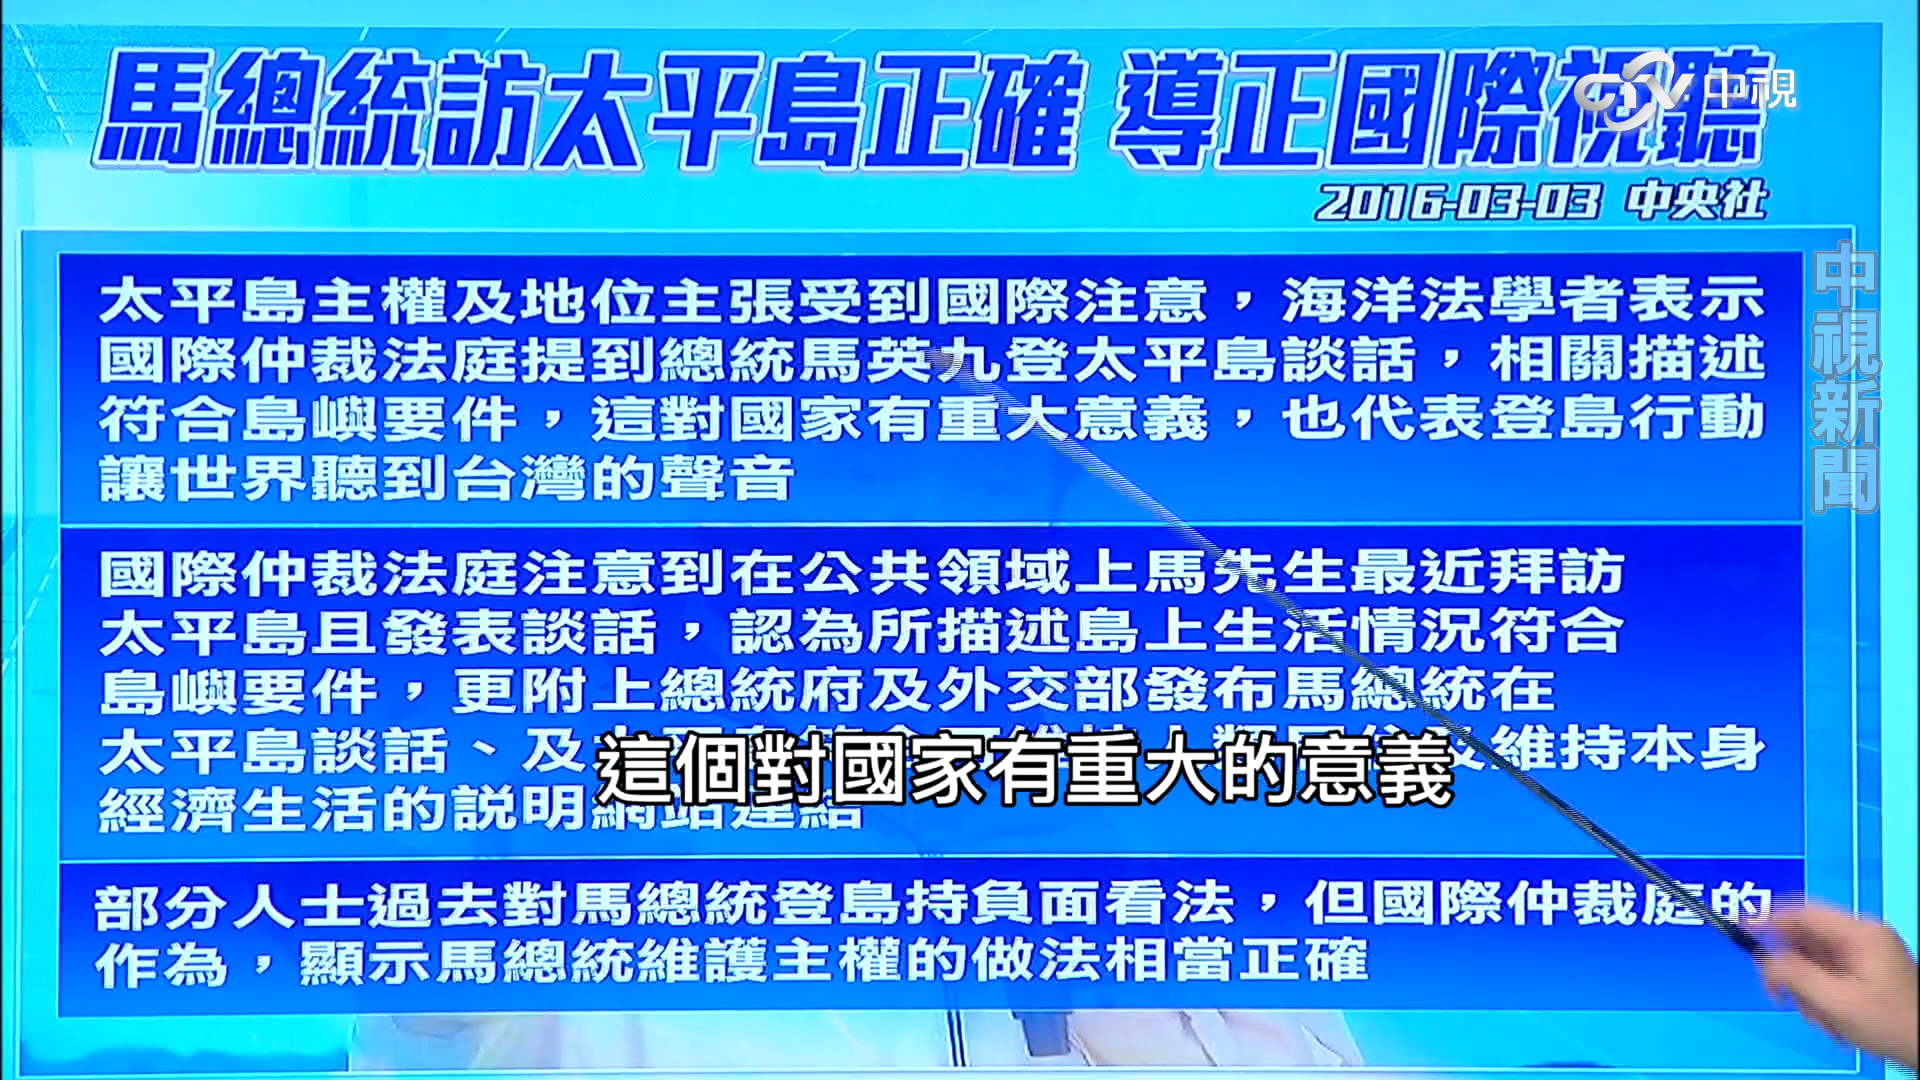 馬總統訪太平島正確 導正國際視聽
CTV中視
2016-03-03 中央社
中視新聞
太平島主權及地位主張受到國際注意，海洋法學者表示
國際仲裁法庭提到總統馬英九登太平島談話，相關描述
符合島嶼要件，這對國家有重大意義，也代表登島行動
讓世界聽到台灣的聲音
國際仲裁法庭注意到在公共領域上馬先生最近拜訪
太平島且發表談話，認為所描述島上生活情況符合
島嶼要件，更附上總統府及外交部發布馬總統在
太平島談話、及維持本身
經濟生活的說明網站連結
這個對國家有重大的意義
部分人士過去對馬總統登島持負面看法，但國際仲裁庭的
作為，顯示馬總統維護主權的做法相當正確